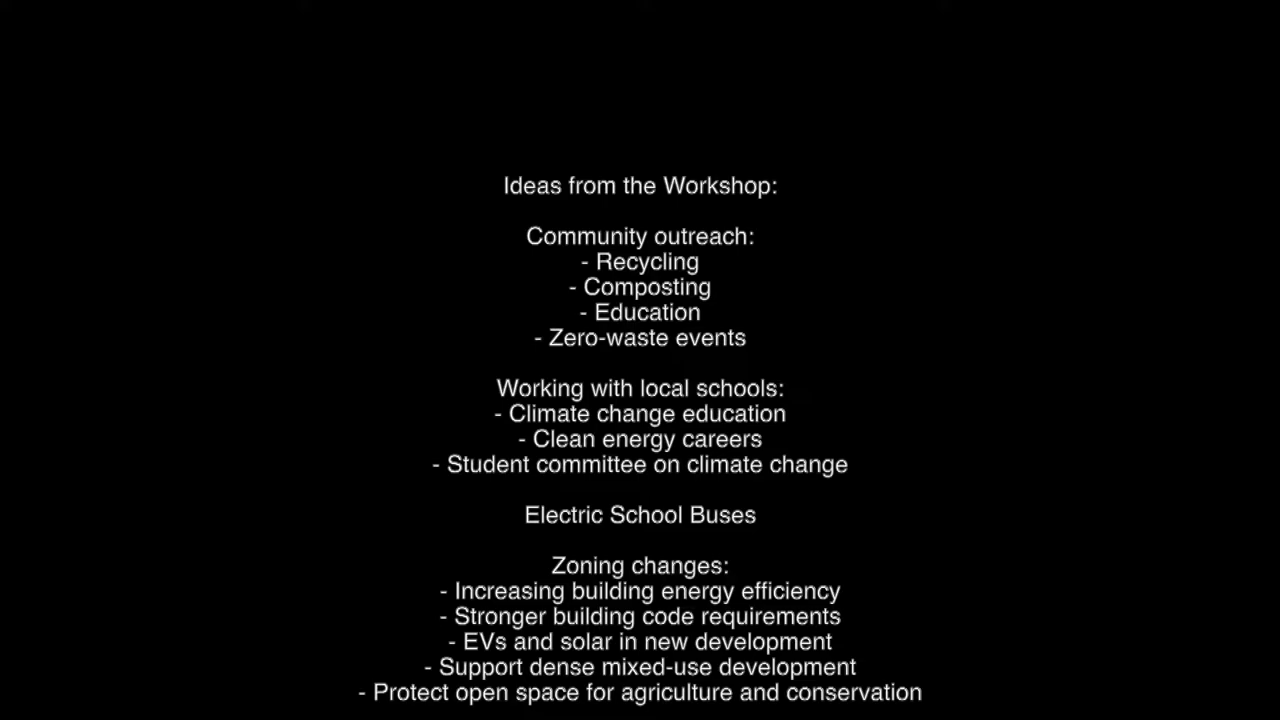 Ideas from the Workshop:
Community outreach:
- Recycling
- Composting
- Education
- Zero-waste events
Working with local schools:
- Climate change education
- Clean energy careers
- Student committee on climate change
Electric School Buses
Zoning changes:
- Increasing building energy efficiency
- Stronger building code requirements
- EVs and solar in new development
- Support dense mixed-use development
- Protect open space for agriculture and conservation